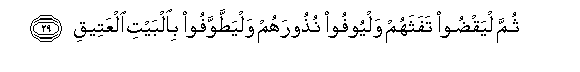 ثُمَّ لْيَقْضُوا۟ تَفَثَهُمْ وَلْيُوفُوا۟ نُذُورَهُمْ وَلْيَطَّوَّفُوا۟ بِٱلْبَيْتِ ٱلْعَتِيقِ ۝٢٩